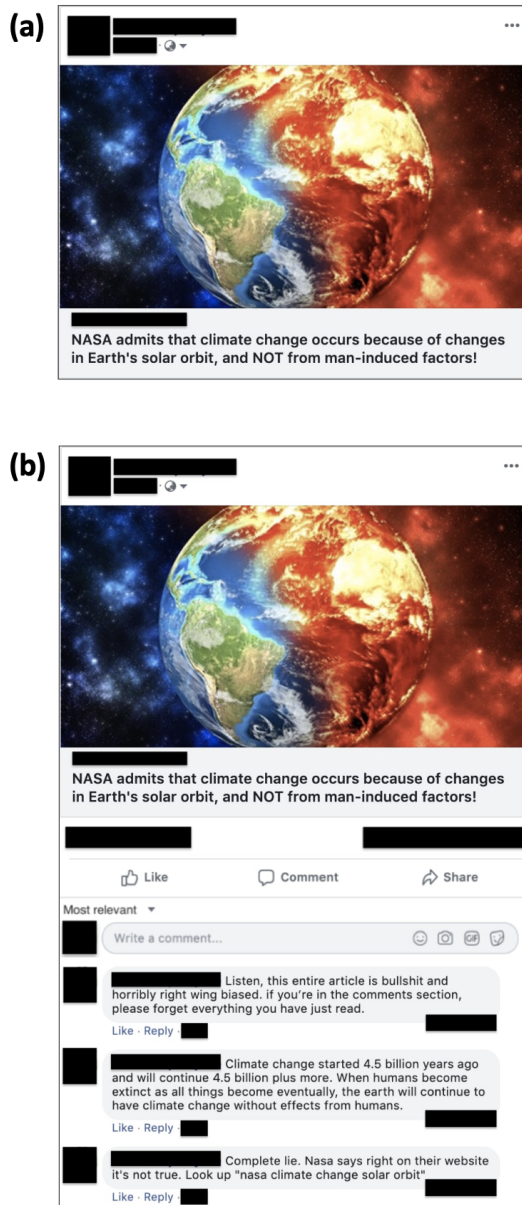 (a)
NASA admits that climate change occurs because of changes
in Earth's solar orbit, and NOT from man-induced factors!
(b)
NASA admits that climate change occurs because of changes
in Earth's solar orbit, and NOT from man-induced factors!
Like Comment Share
Most relevant
Write a comment... GIF
Listen, this entire article is bullshit and
horribly right wing biased. if you're in the comments section,
please forget everything you have just read.
Like · Reply ·
Climate change started 4.5 billion years ago
and will continue 4.5 billion plus more. When humans become
extinct as all things become eventually, the earth will continue to
have climate change without effects from humans.
Like · Reply ·
Complete lie. Nasa says right on their website
it's not true. Look up "nasa climate change solar orbit"
Like · Reply ·